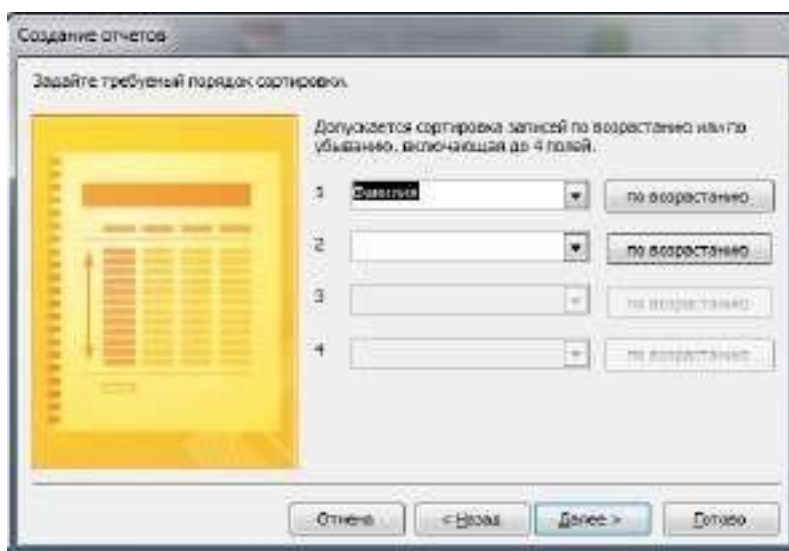 Создание отчетов
Задайте требуемый порядок сортировки.
Допускается сортировка записей по возрастанию или по
убыванию, включающая до 4 полей.
1 Фамилия по возрастанию
2 по возрастанию
3 по возрастанию
4 по возрастанию
Отмена < Назад Далее > Готово